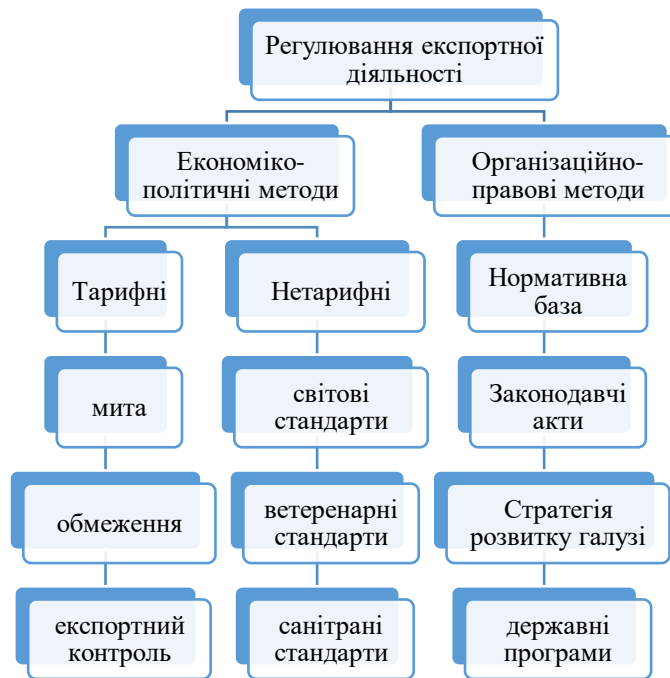 Регулювання експортної
діяльності
Економіко-
політичні методи
Організаційно-
правові методи
Тарифні
Нетарифні
Нормативна
база
мита
світові
стандарти
Законодавчі
акти
обмеження
ветеренарні
стандарти
Стратегія
розвитку галузі
експортний
контроль
санітрані
стандарти
державні
програми